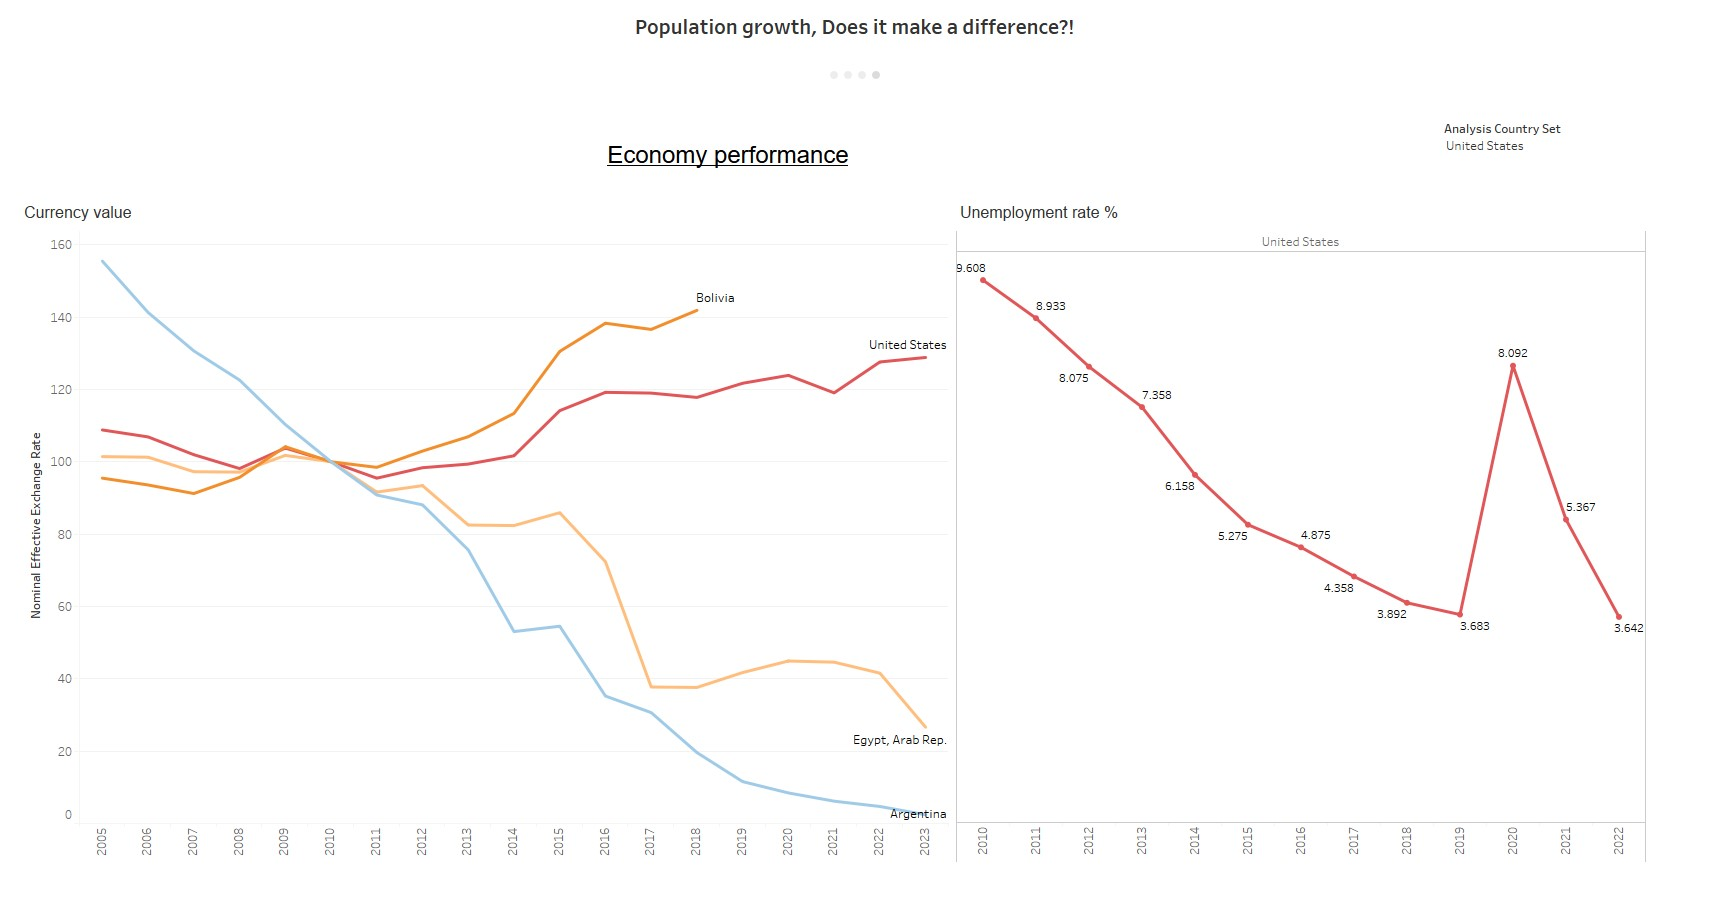 Population growth, Does it make a difference?!
Analysis Country Set
United States
Economy performance
Currency value
Nominal Effective Exchange Rate
160
140
120
100
80
60
40
20
0
Bolivia
United States
Egypt, Arab Rep.
Argentina
2005 2006 2007 2008 2009 2010 2011 2012 2013 2014 2015 2016 2017 2018 2019 2020 2021 2022 2023
Unemployment rate %
United States
9.608
8.933
8.075
7.358
6.158
5.275
4.875
4.358
3.892
3.683
8.092
5.367
3.642
2010 2011 2012 2013 2014 2015 2016 2017 2018 2019 2020 2021 2022